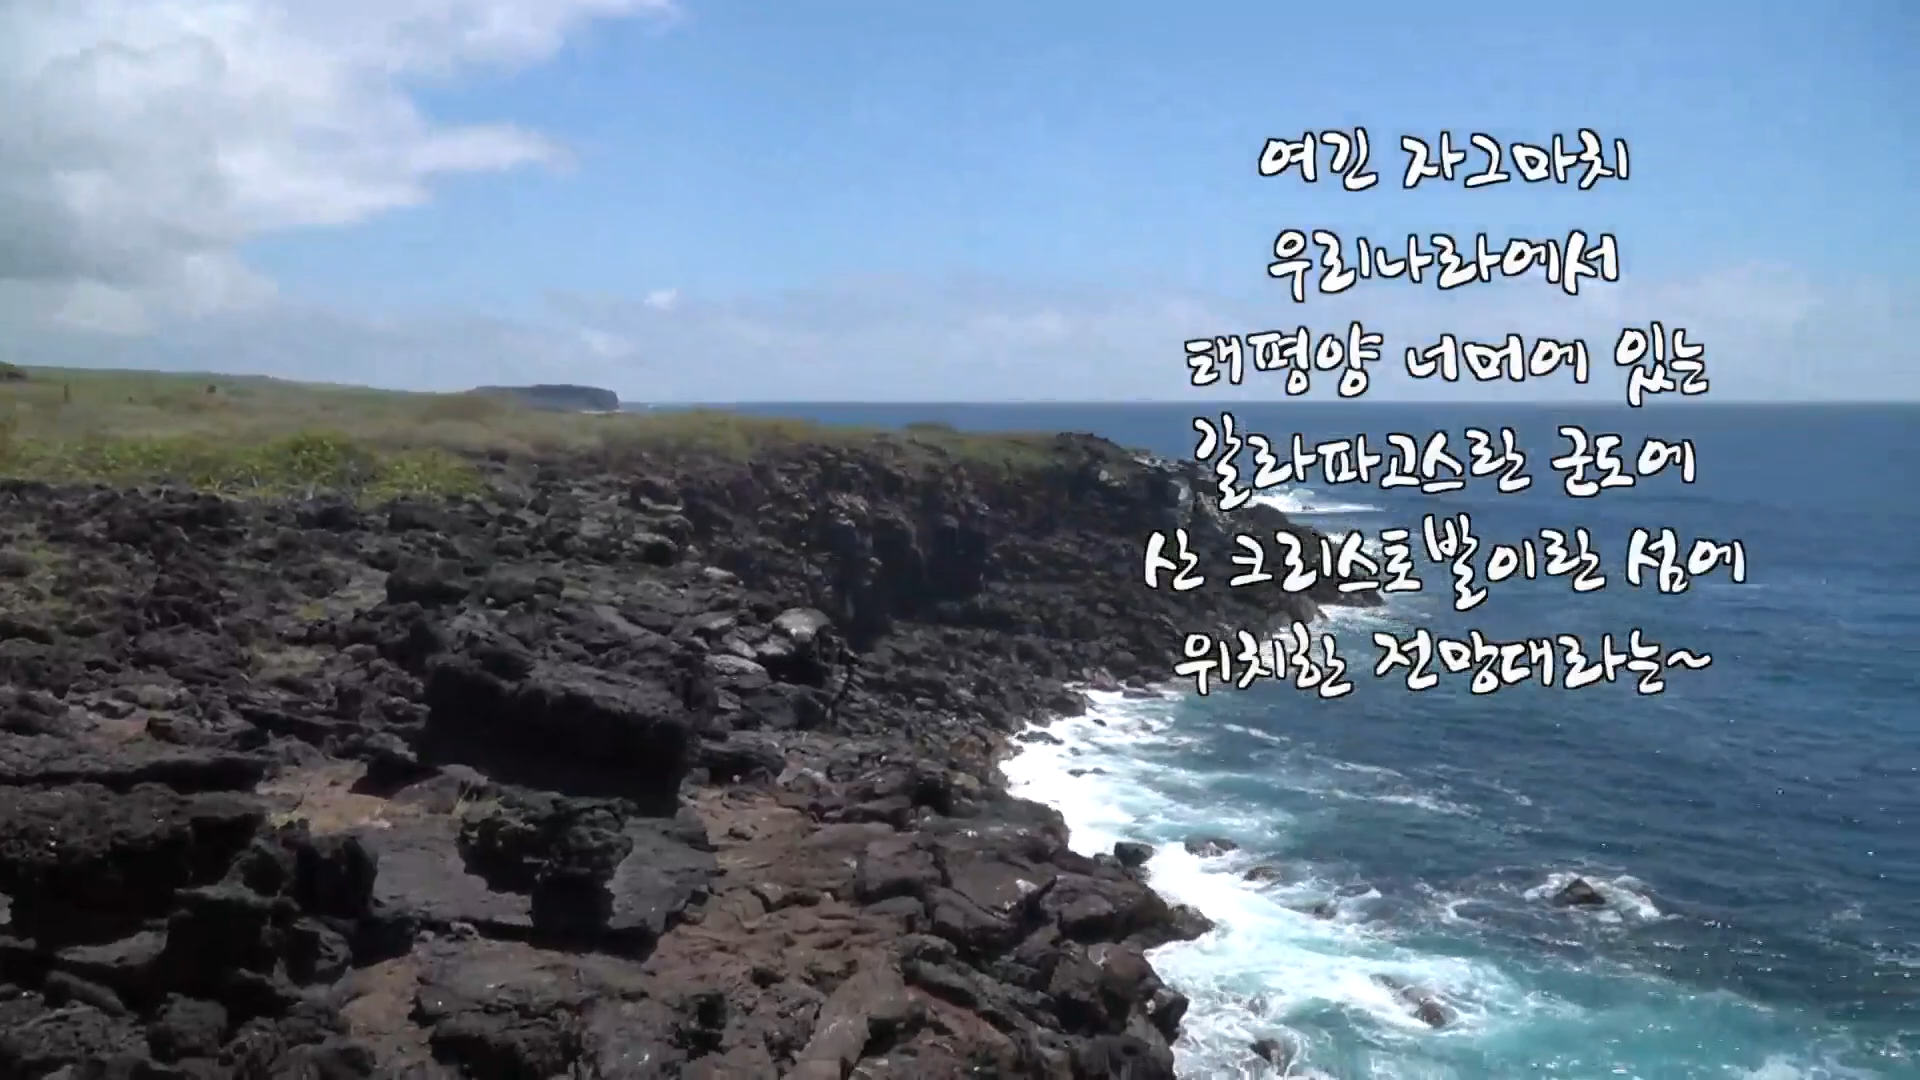 여긴 자그마치
우리나라에서
태평양 너머에 있는
갈라파고스란 군도에
산 크리스토발이란 섬에
위치한 전망대라는~